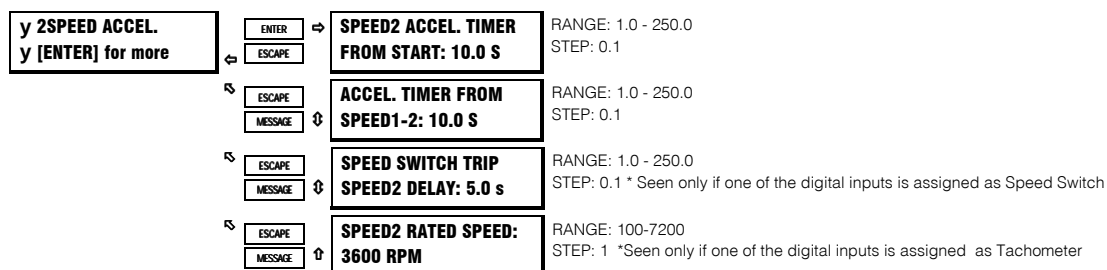 y 2SPEED ACCEL.
y [ENTER] for more
ENTER ⇨
ESCAPE ⇦
SPEED2 ACCEL. TIMER
FROM START: 10.0 S
RANGE: 1.0 - 250.0
STEP: 0.1
ESCAPE
MESSAGE
ACCEL. TIMER FROM
SPEED1-2: 10.0 S
RANGE: 1.0 - 250.0
STEP: 0.1
ESCAPE
MESSAGE
SPEED SWITCH TRIP
SPEED2 DELAY: 5.0 s
RANGE: 1.0 - 250.0
STEP: 0.1 * Seen only if one of the digital inputs is assigned as Speed Switch
ESCAPE
MESSAGE
SPEED2 RATED SPEED:
3600 RPM
RANGE: 100-7200
STEP: 1 *Seen only if one of the digital inputs is assigned as Tachometer